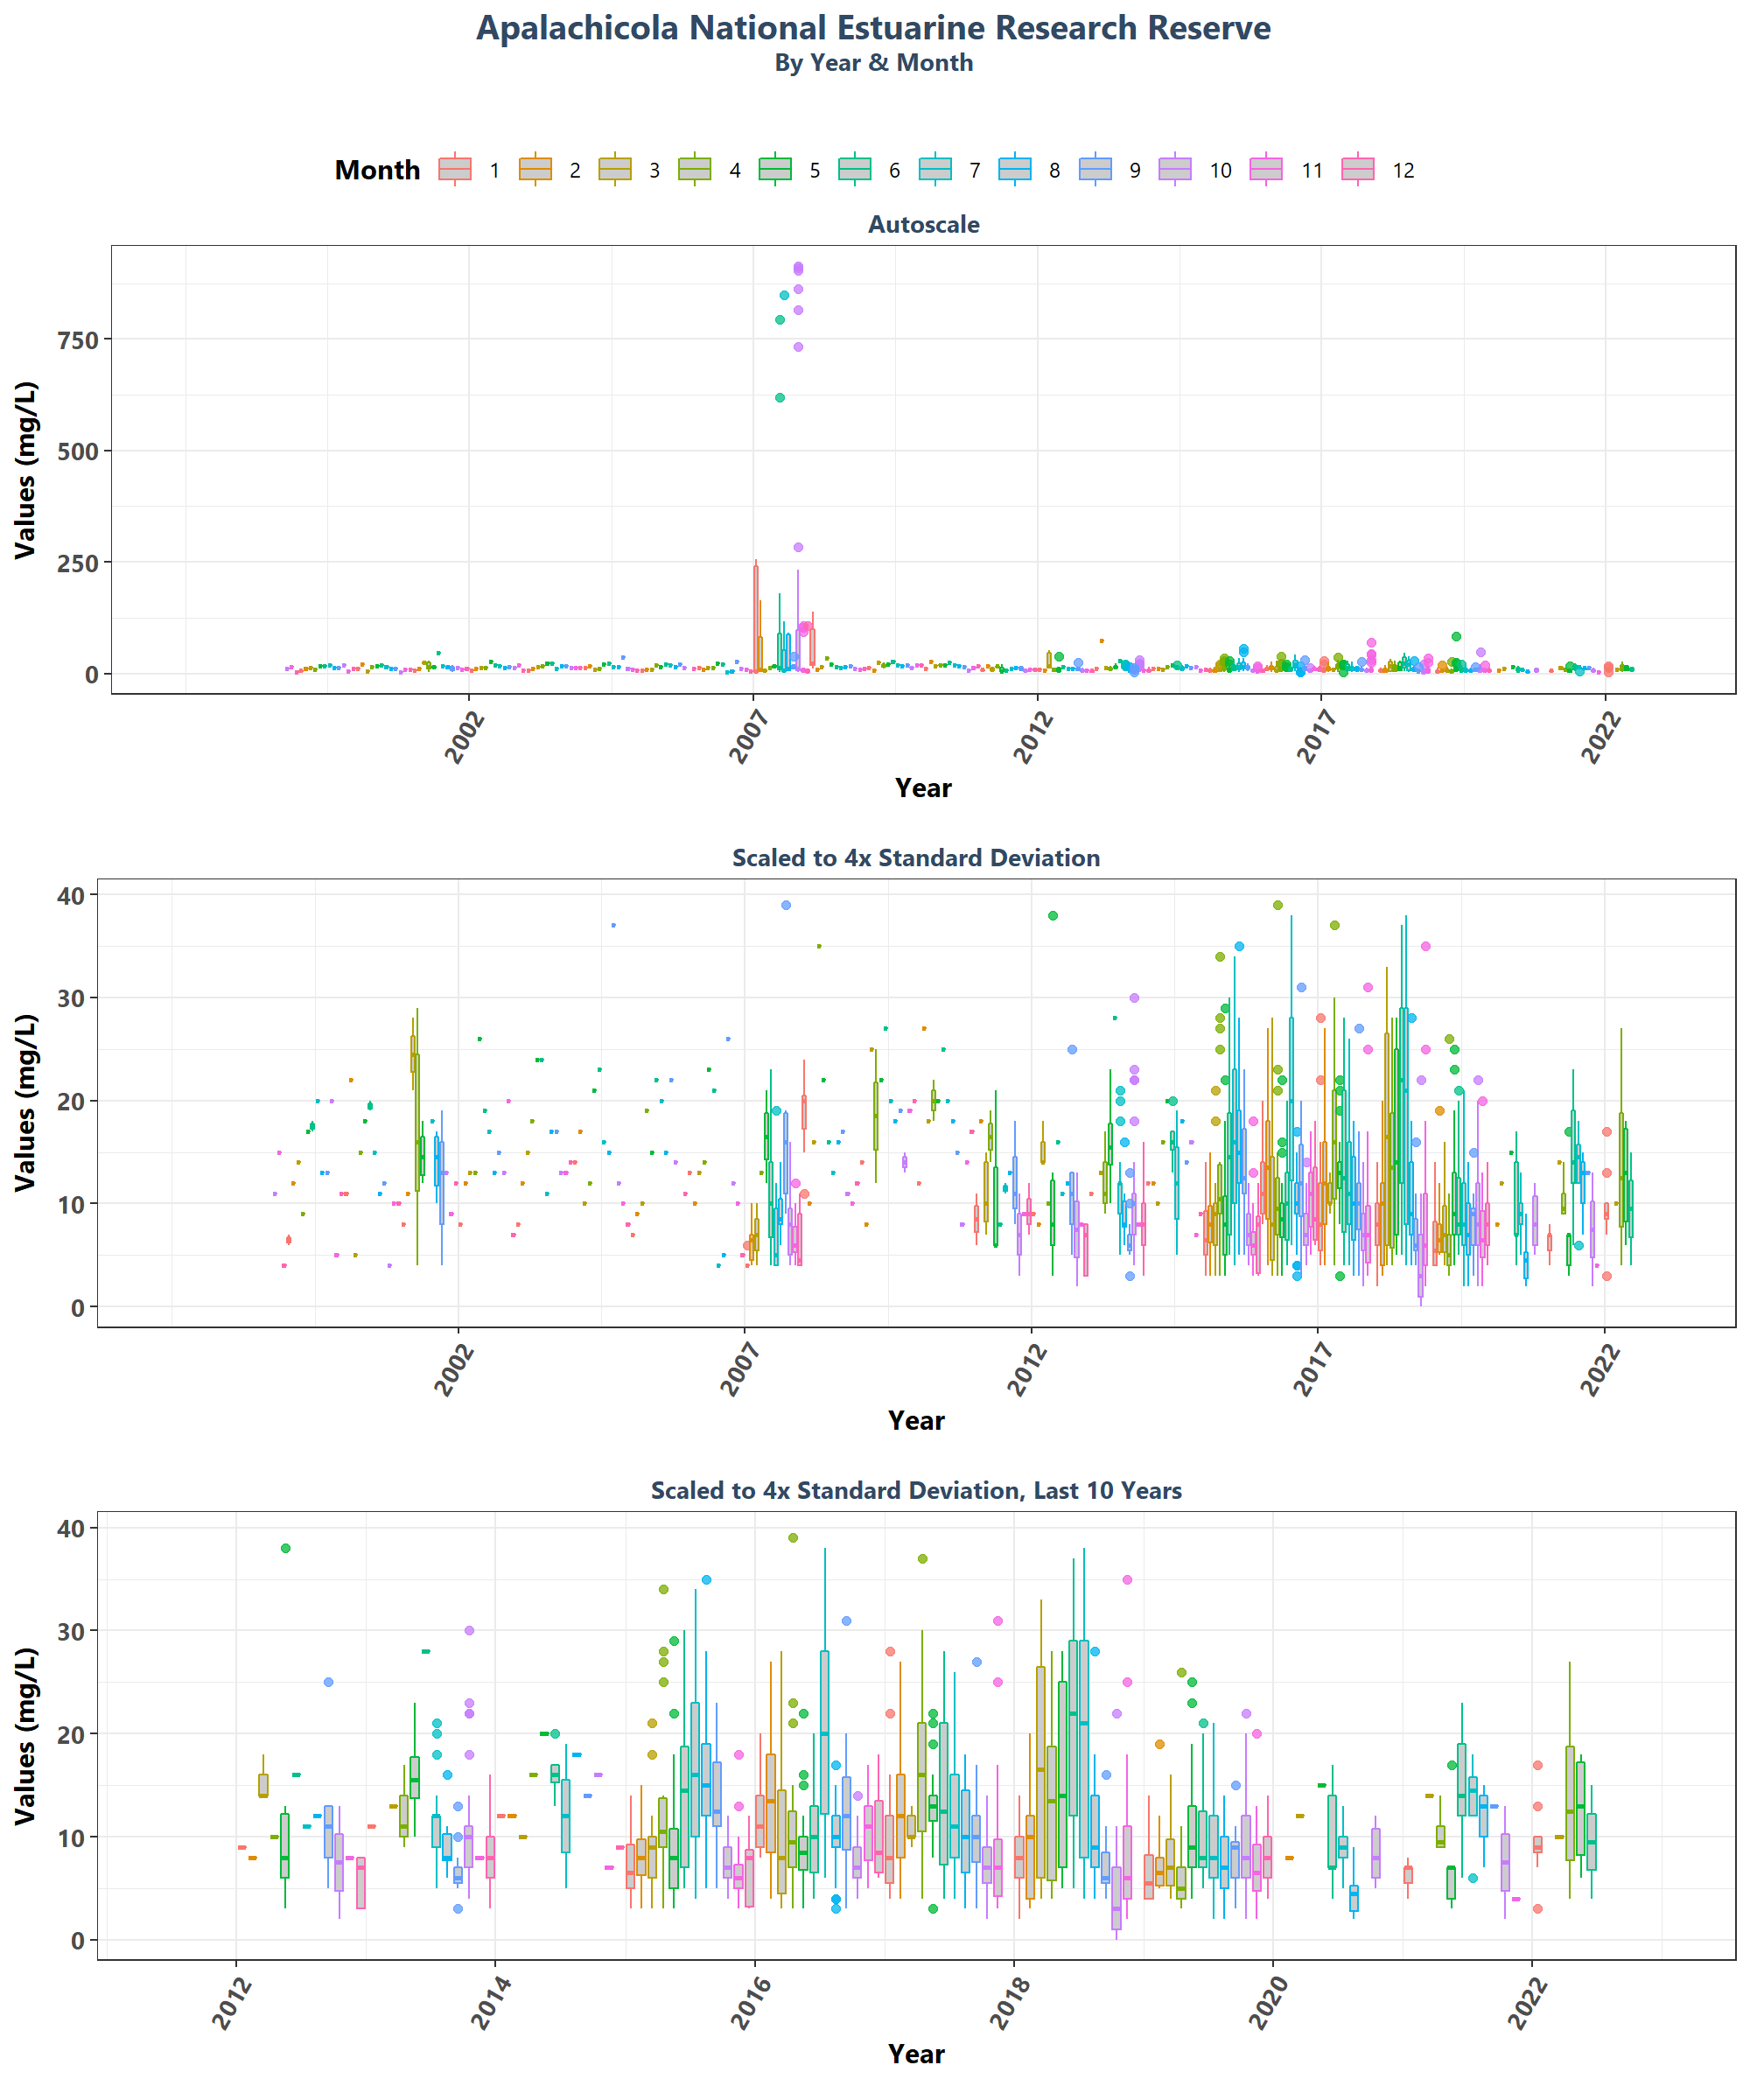 Apalachicola National Estuarine Research Reserve
By Year & Month
Month 1 2 3 4 5 6 7 8 9 10 11 12
Autoscale
Values (mg/L)
750
500
250
0
2002 2007 2012 2017 2022
Year
Scaled to 4x Standard Deviation
Values (mg/L)
40
30
20
10
0
2002 2007 2012 2017 2022
Year
Scaled to 4x Standard Deviation, Last 10 Years
Values (mg/L)
40
30
20
10
0
2012 2014 2016 2018 2020 2022
Year